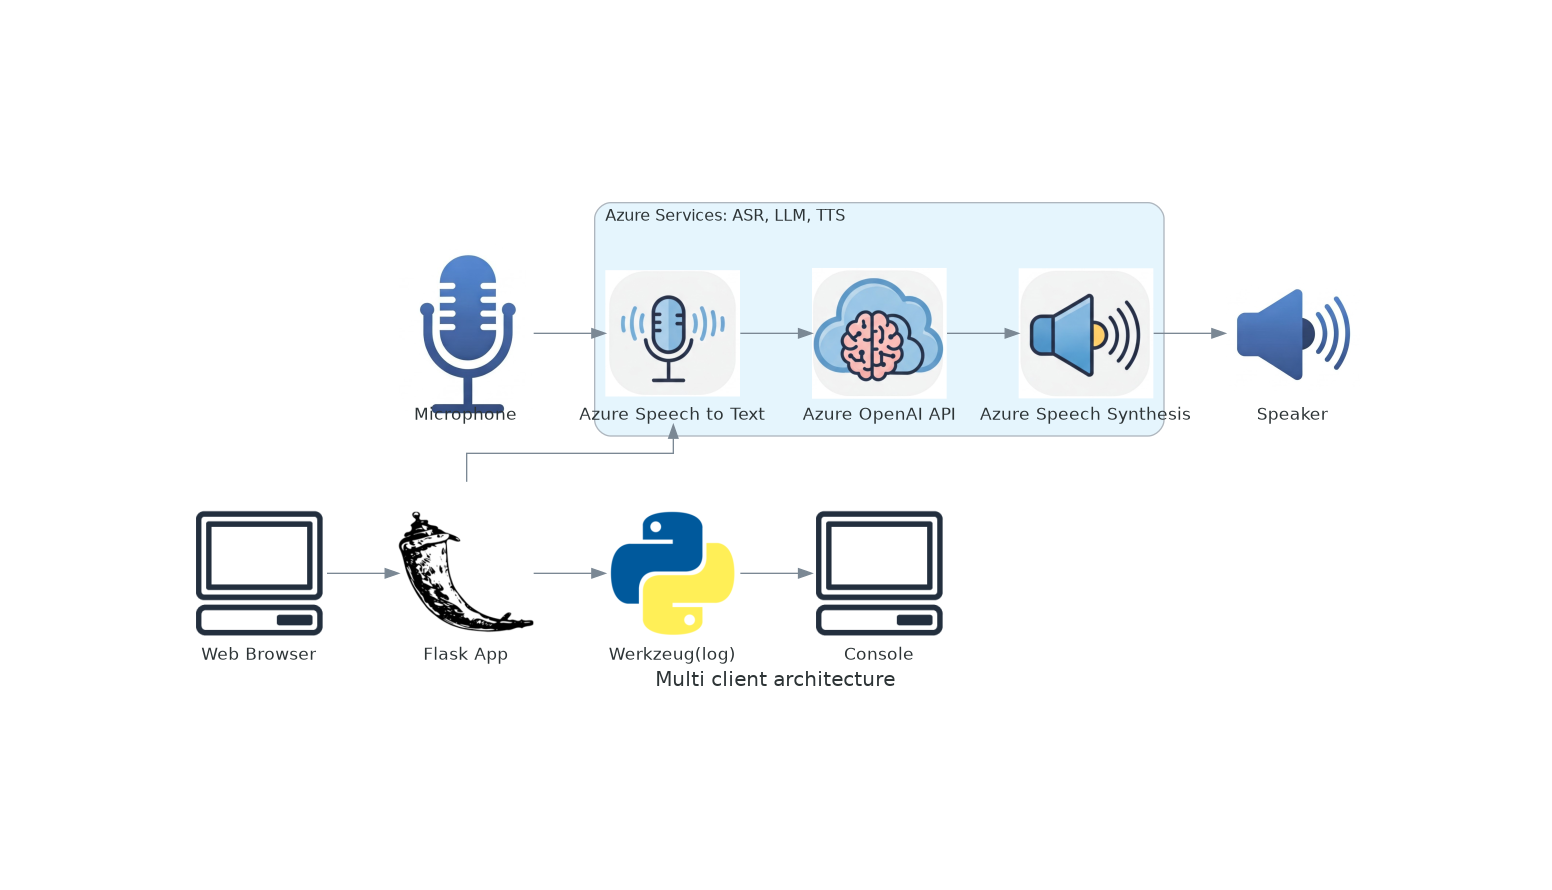 Azure Services: ASR, LLM, TTS
Microphone
Azure Speech to Text
Azure OpenAI API
Azure Speech Synthesis
Speaker
Web Browser
Flask App
Werkzeug(log)
Console
Multi client architecture